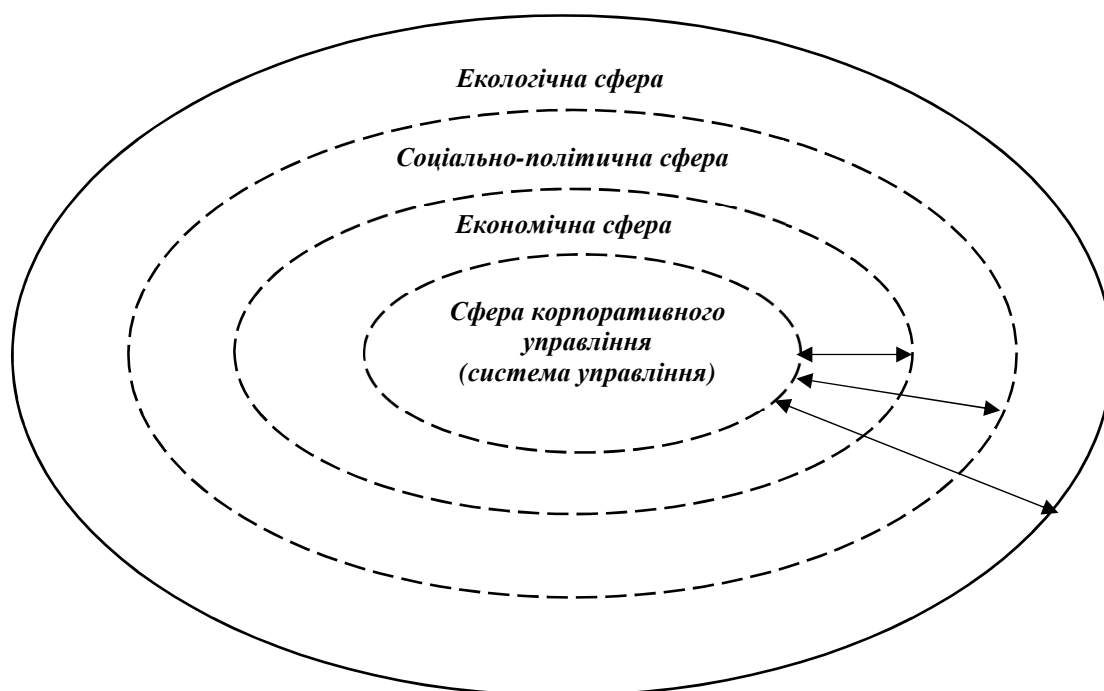 Екологічна сфера
Соціально-політична сфера
Економічна сфера
Сфера корпоративного
управління
(система управління)